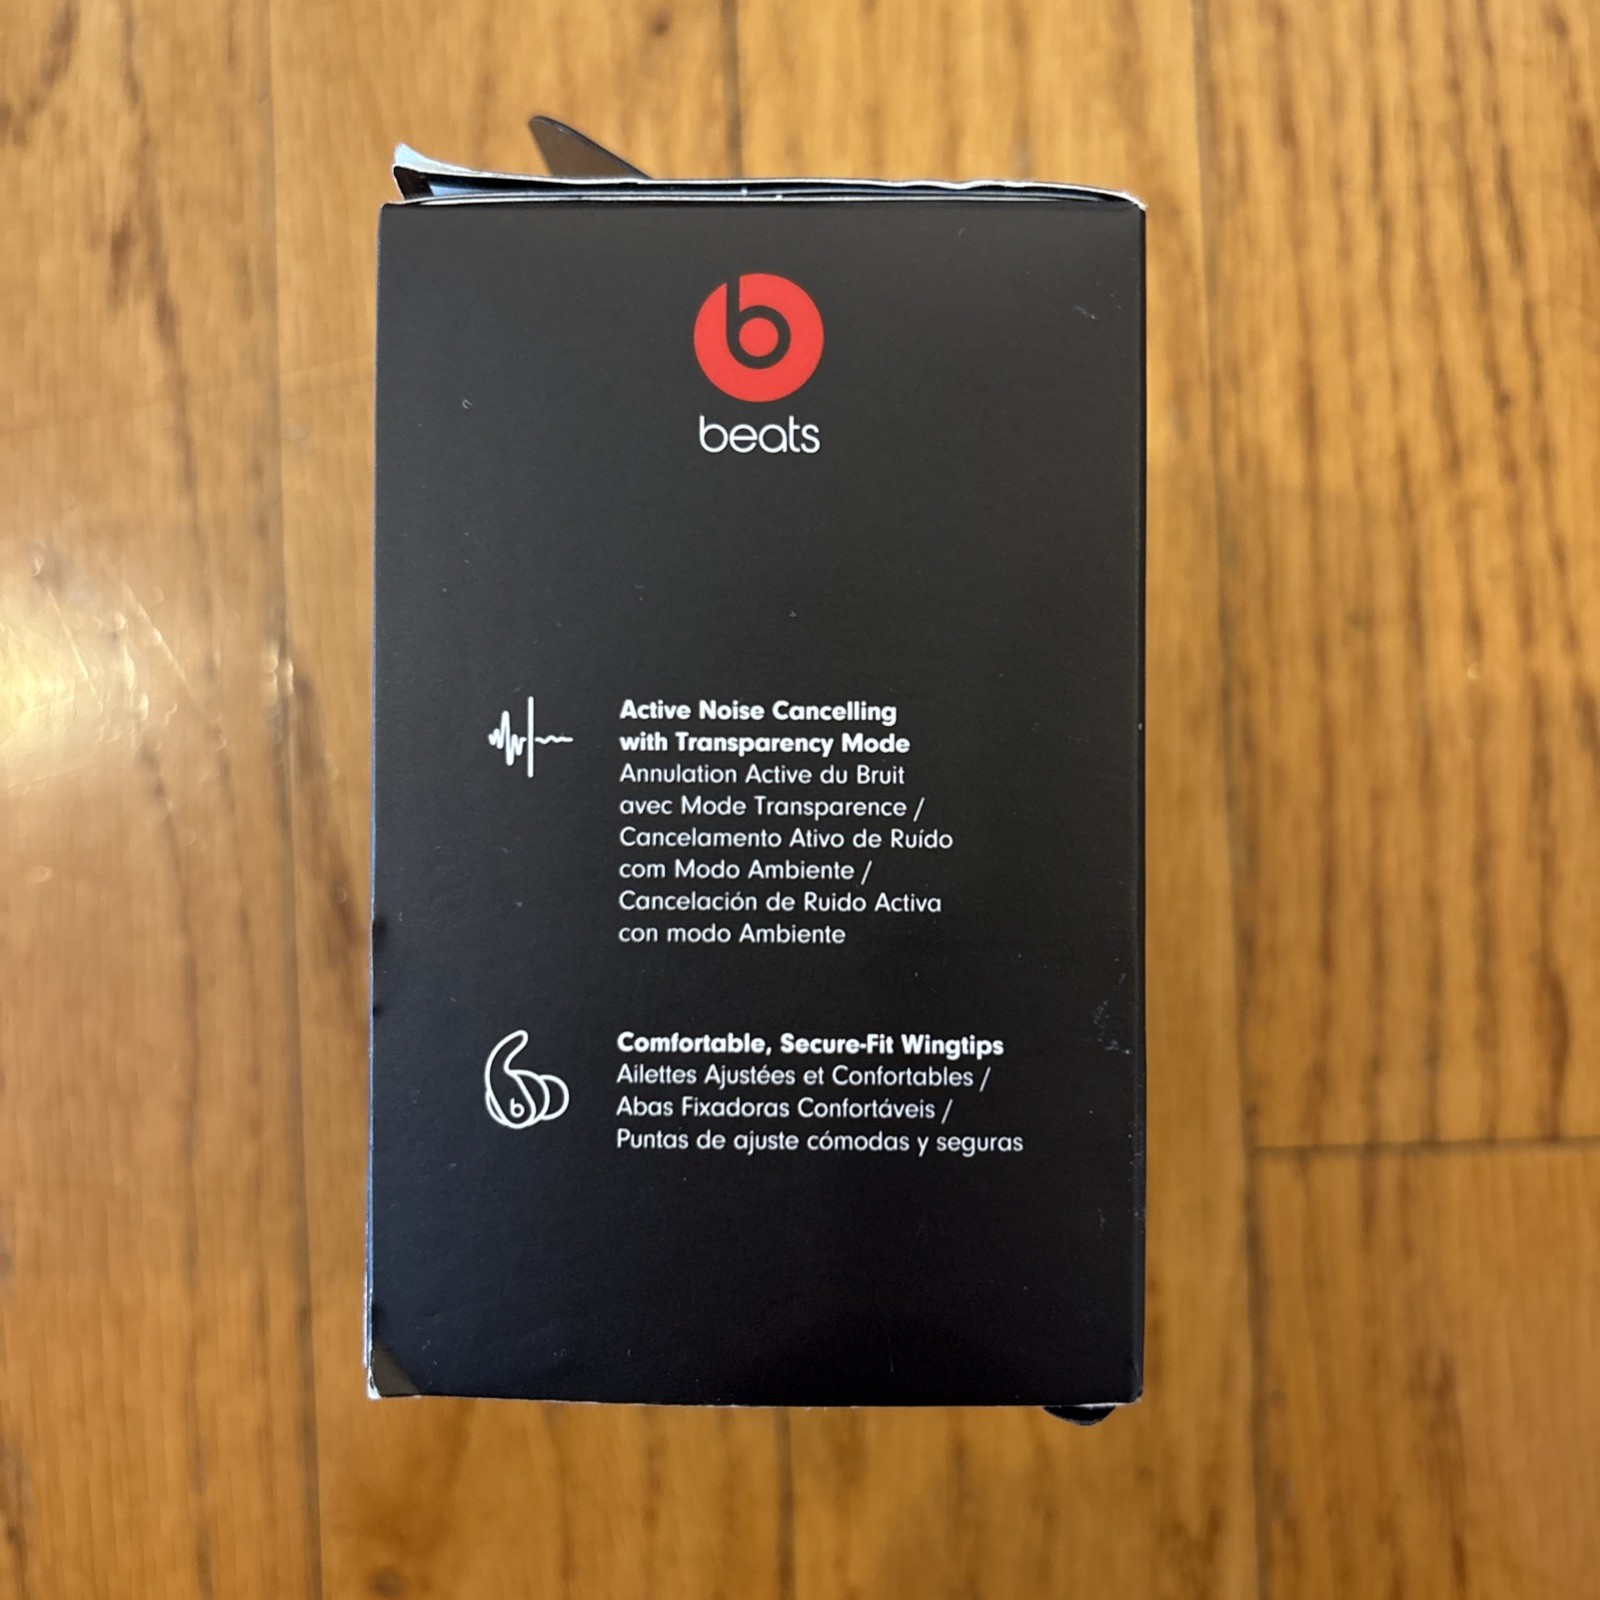 beats
Active Noise Cancelling
with Transparency Mode
Annulation Active du Bruit
avec Mode Transparence /
Cancelamento Ativo de Ruído
com Modo Ambiente /
Cancelación de Ruido Activa
con modo Ambiente
Comfortable, Secure-Fit Wingtips
Ailettes Ajustées et Confortables /
Abas Fixadoras Confortáveis /
Puntas de ajuste cómodas y seguras